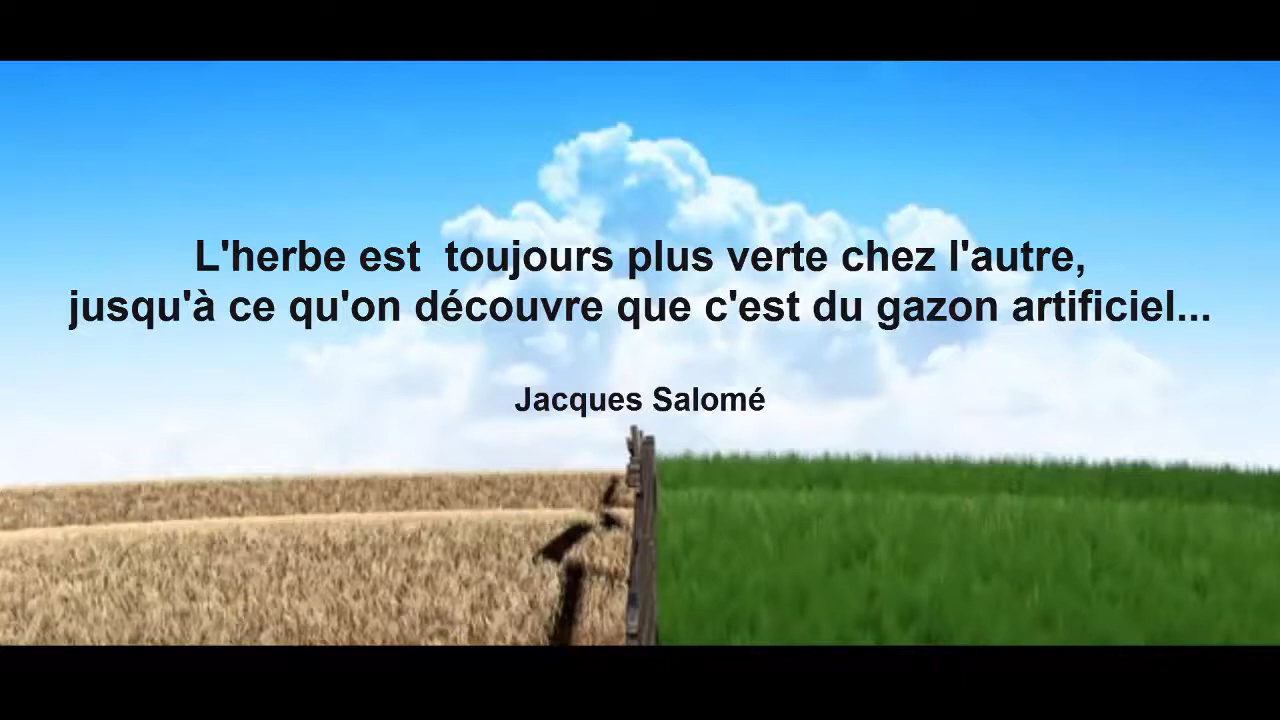 L'herbe est  toujours plus verte chez l'autre,
jusqu'à ce qu'on découvre que c'est du gazon artificiel...
Jacques Salomé